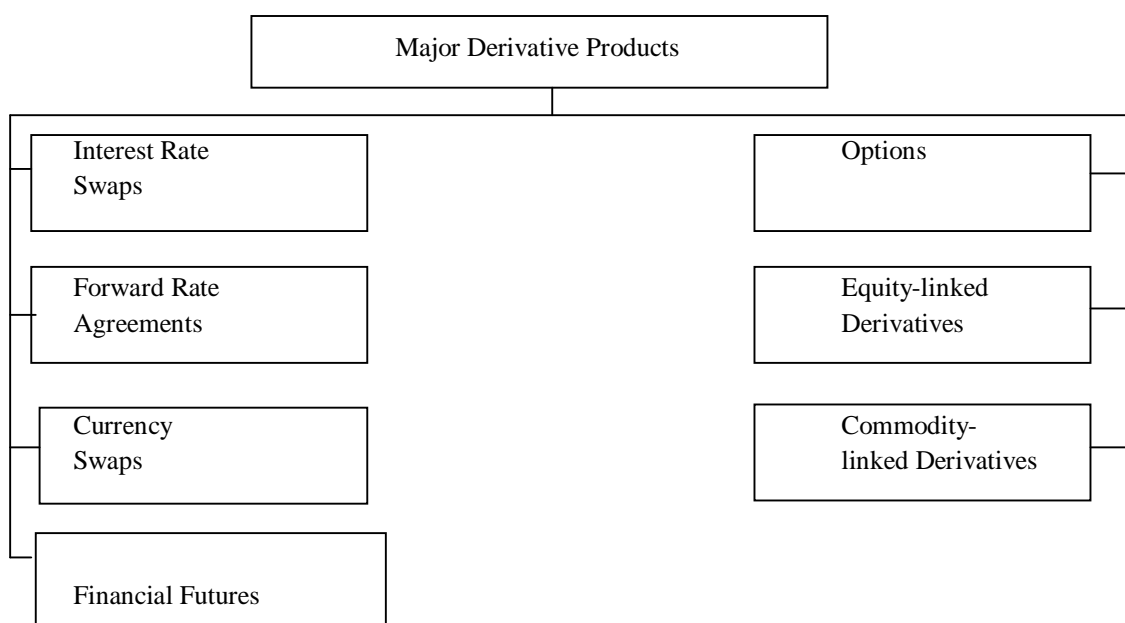 Major Derivative Products
Interest Rate
Swaps
Forward Rate
Agreements
Currency
Swaps
Financial Futures
Options
Equity-linked
Derivatives
Commodity-
linked Derivatives